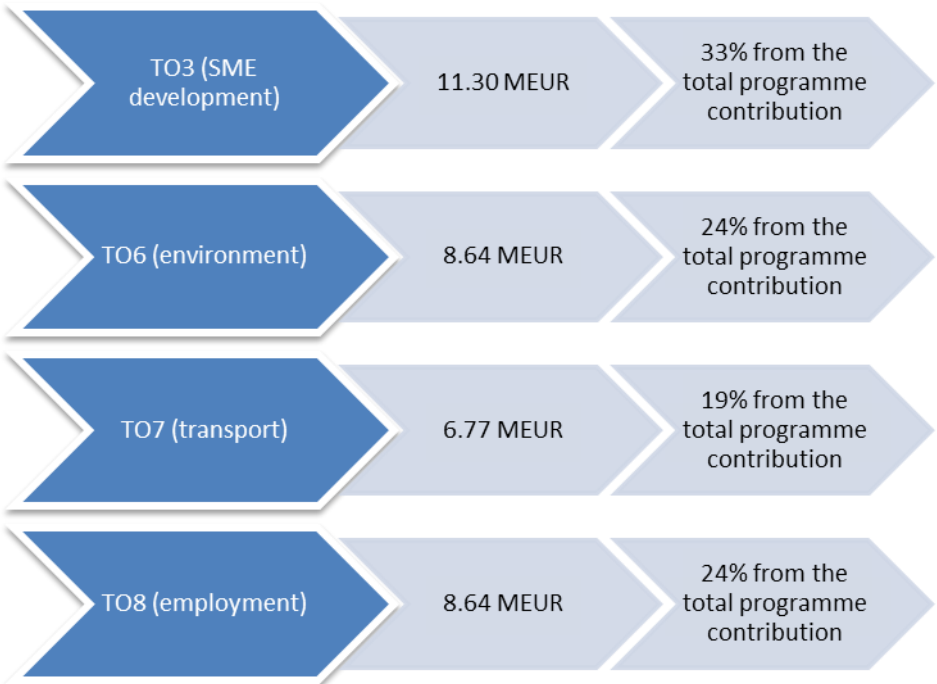 TO3 (SME
development)
11.30 MEUR
33% from the
total programme
contribution
TO6 (environment)
8.64 MEUR
24% from the
total programme
contribution
TO7 (transport)
6.77 MEUR
19% from the
total programme
contribution
TO8 (employment)
8.64 MEUR
24% from the
total programme
contribution